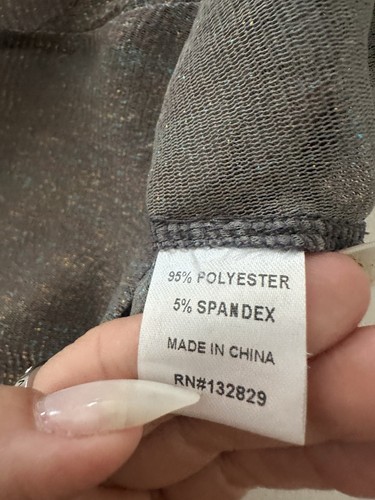 95% POLYESTER
5% SPANDEX
MADE IN CHINA
RN#132829